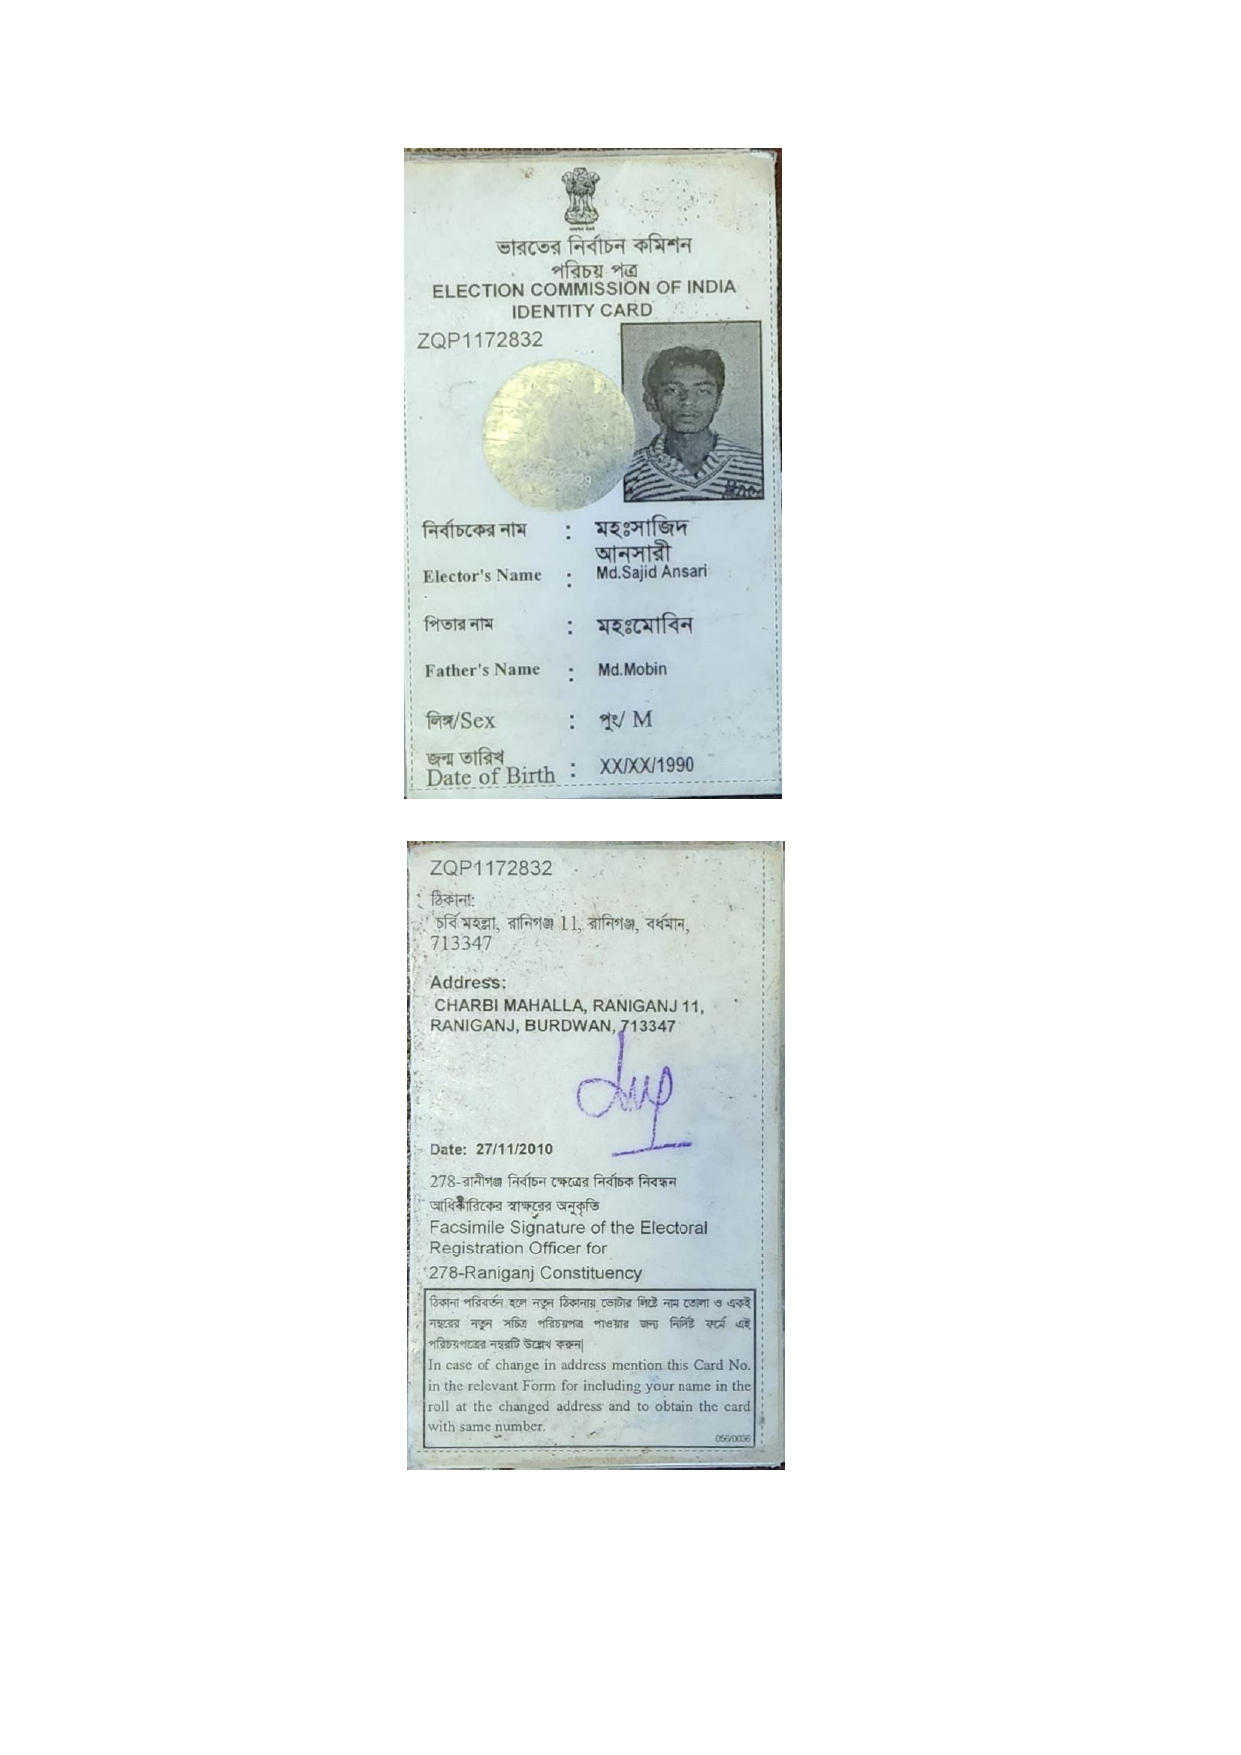 ভারতের নির্বাচন কমিশন
পরিচয় পত্র
ELECTION COMMISSION OF INDIA
IDENTITY CARD
ZQP1172832
নির্বাচকের নাম : মহঃসাজিদ
আনসারী
Elector's Name : Md.Sajid Ansari
পিতার নাম : মহঃমোবিন
Father's Name : Md.Mobin
লিঙ্গ/Sex : পুং/ M
জন্ম তারিখ
Date of Birth : XX/XX/1990
ZQP1172832
ঠিকানা:
চর্বি মহল্লা, রানিগঞ্জ 11, রানিগঞ্জ, বর্ধমান,
713347
Address:
CHARBI MAHALLA, RANIGANJ 11,
RANIGANJ, BURDWAN, 713347
Date: 27/11/2010
278-রানীগঞ্জ নির্বাচন ক্ষেত্রের নির্বাচক নিবন্ধন
আধিকারিকের স্বাক্ষরের অনুকৃতি
Facsimile Signature of the Electoral
Registration Officer for
278-Raniganj Constituency
ঠিকানা পরিবর্তন হলে নতুন ঠিকানায় ভোটার লিষ্টে নাম তোলা ও একই
নম্বরের নতুন সচিত্র পরিচয়পত্র পাওয়ার জন্য নির্দিষ্ট ফর্মে এই
পরিচয়পত্রের নম্বরটি উল্লেখ করুন|
In case of change in address mention this Card No.
in the relevant Form for including your name in the
roll at the changed address and to obtain the card
with same number.
056/0036